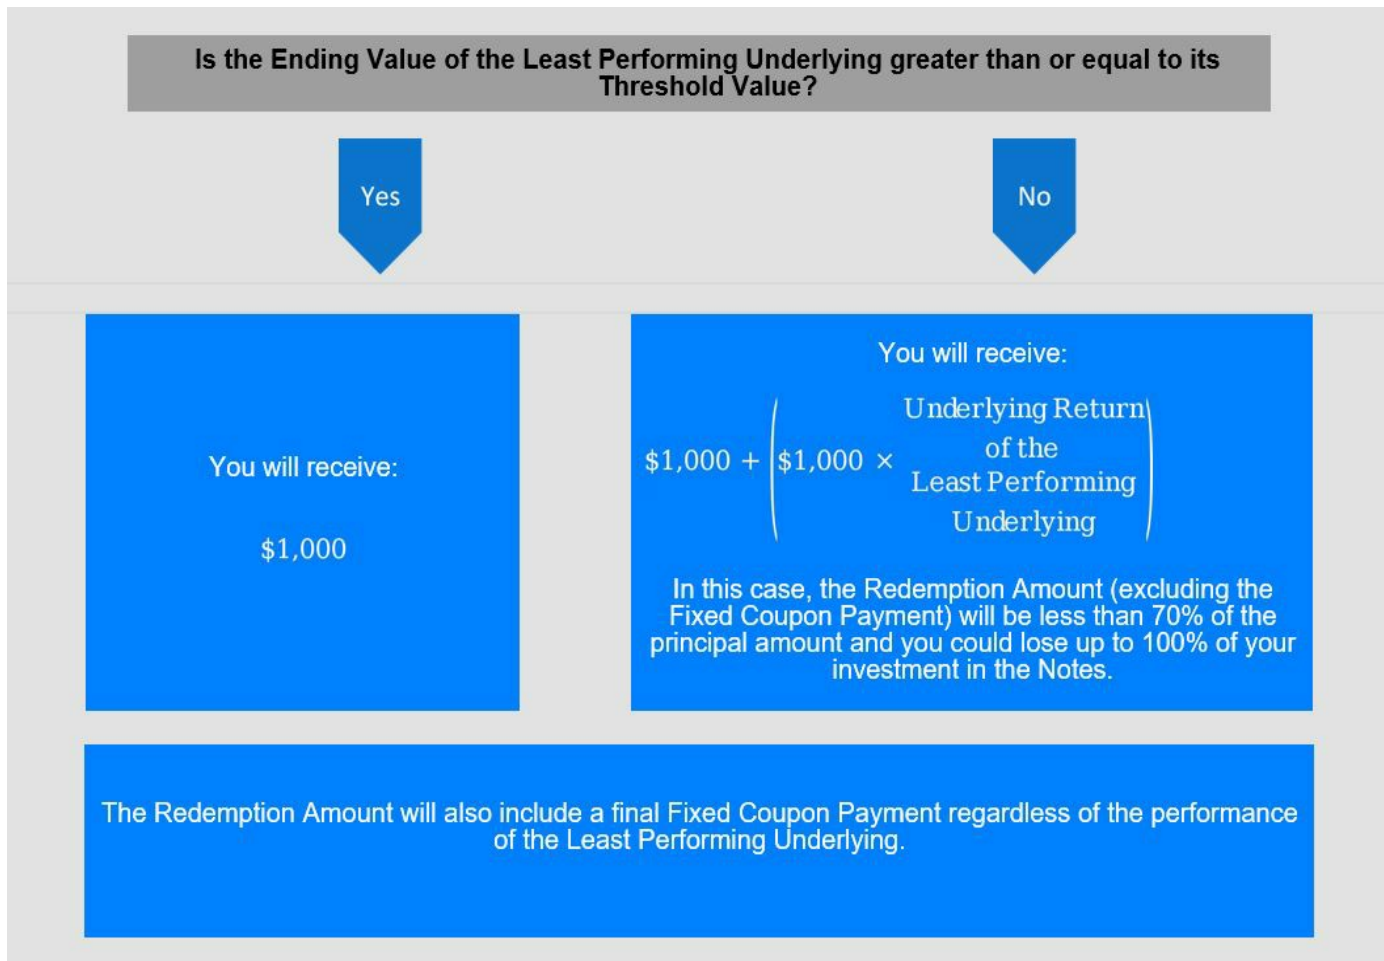 Is the Ending Value of the Least Performing Underlying greater than or equal to its
Threshold Value?
Yes
No
You will receive:
$1,000
You will receive:
$1,000 + ($1,000 × Underlying Return
of the
Least Performing
Underlying)
In this case, the Redemption Amount (excluding the
Fixed Coupon Payment) will be less than 70% of the
principal amount and you could lose up to 100% of your
investment in the Notes.
The Redemption Amount will also include a final Fixed Coupon Payment regardless of the performance
of the Least Performing Underlying.